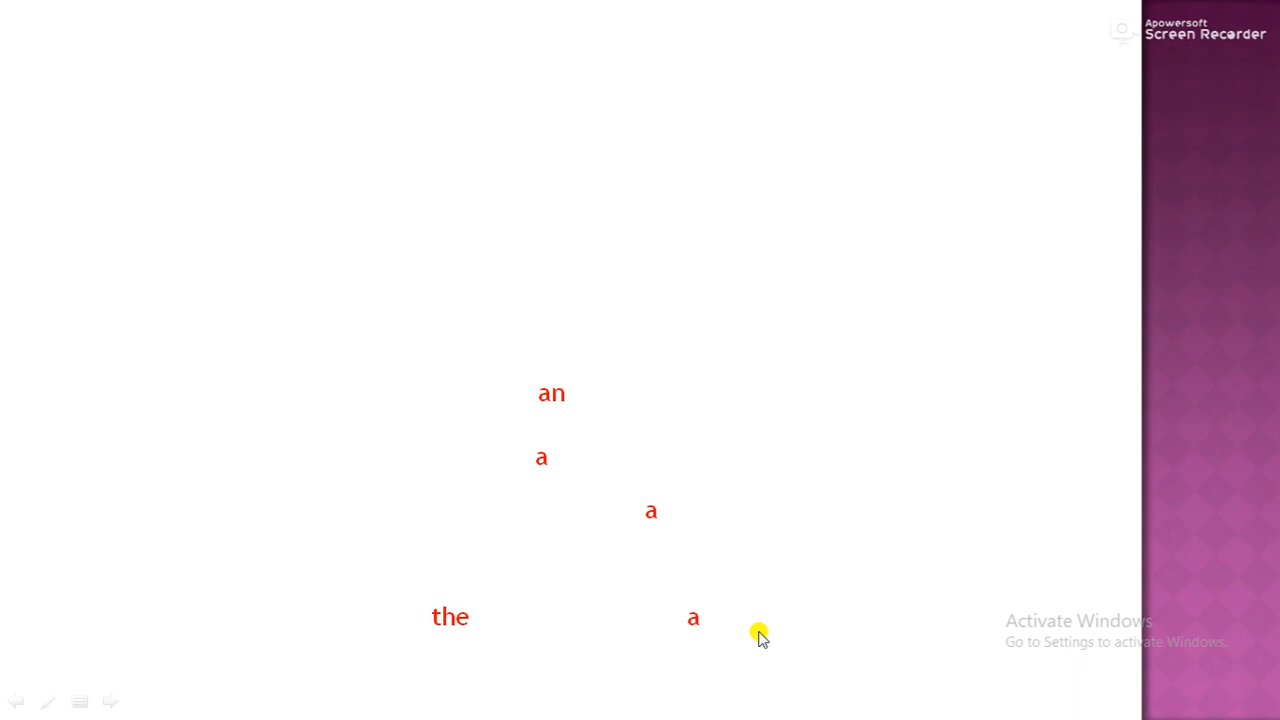 Apowersoft
Screen Recorder
an
a
a
the a
Activate Windows
Go to Settings to activate Windows.